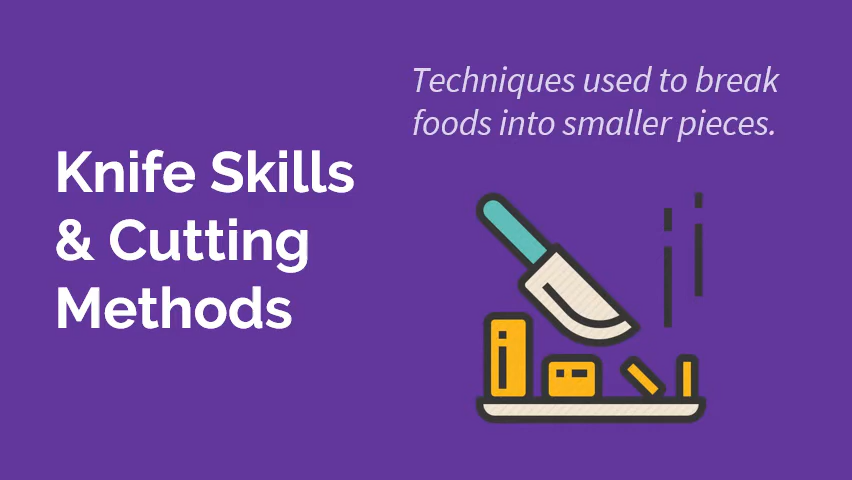 Techniques used to break
foods into smaller pieces.
Knife Skills
& Cutting
Methods